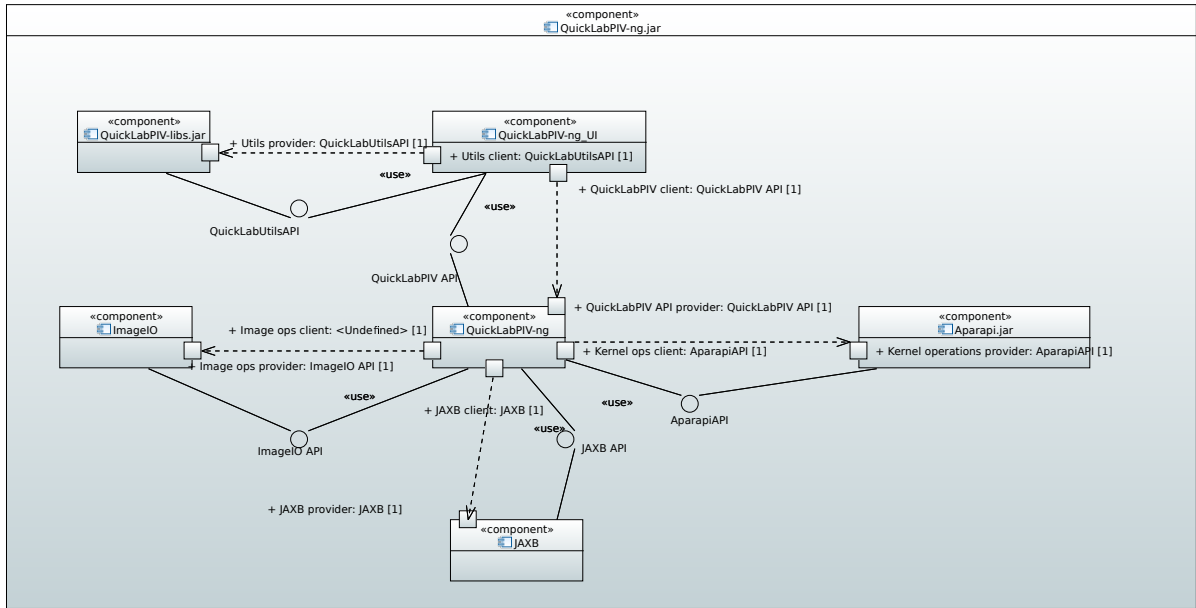 «component»
QuickLabPIV-ng.jar
«component»
QuickLabPIV-libs.jar
«component»
QuickLabPIV-ng_UI
+ Utils provider: QuickLabUtilsAPI [1]
+ Utils client: QuickLabUtilsAPI [1]
«use»
+ QuickLabPIV client: QuickLabPIV API [1]
«use»
QuickLabUtilsAPI
QuickLabPIV API
+ QuickLabPIV API provider: QuickLabPIV API [1]
«component»
ImageIO
«component»
QuickLabPIV-ng
«component»
Aparapi.jar
+ Image ops client: <Undefined> [1]
+ Kernel ops client: AparapiAPI [1]
+ Kernel operations provider: AparapiAPI [1]
+ Image ops provider: ImageIO API [1]
«use»
«use»
+ JAXB client: JAXB [1]
AparapiAPI
«use»
ImageIO API
JAXB API
+ JAXB provider: JAXB [1]
«component»
JAXB